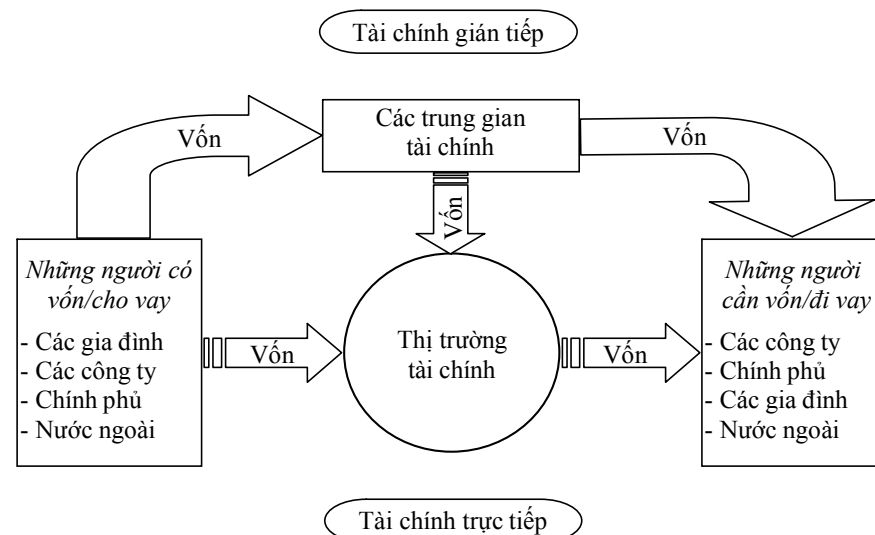 Tài chính gián tiếp
Vốn
Các trung gian
tài chính
Vốn
Vốn
Những người có
vốn/cho vay
- Các gia đình
- Các công ty
- Chính phủ
- Nước ngoài
Vốn
Thị trường
tài chính
Vốn
Những người
cần vốn/đi vay
- Các công ty
- Chính phủ
- Các gia đình
- Nước ngoài
Tài chính trực tiếp